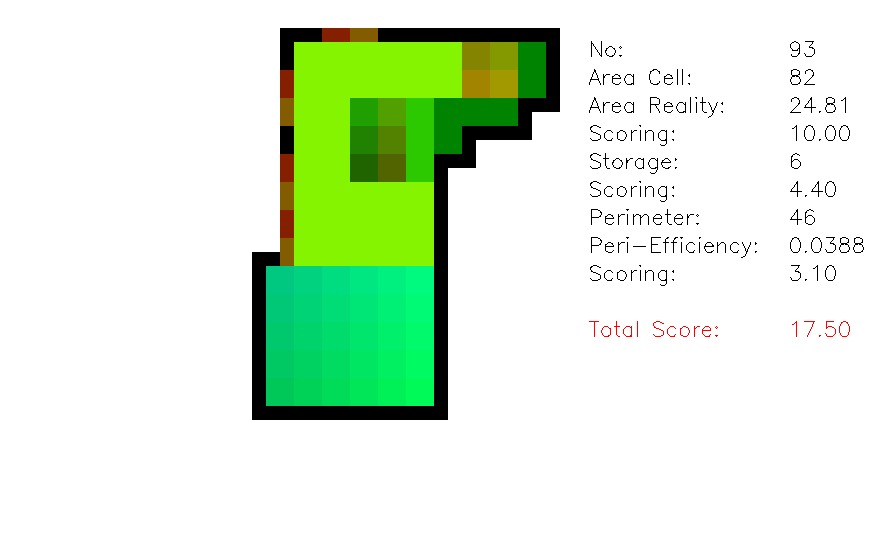 No: 93
Area Cell: 82
Area Reality: 24.81
Scoring: 10.00
Storage: 6
Scoring: 4.40
Perimeter: 46
Peri-Efficiency: 0.0388
Scoring: 3.10
Total Score: 17.50